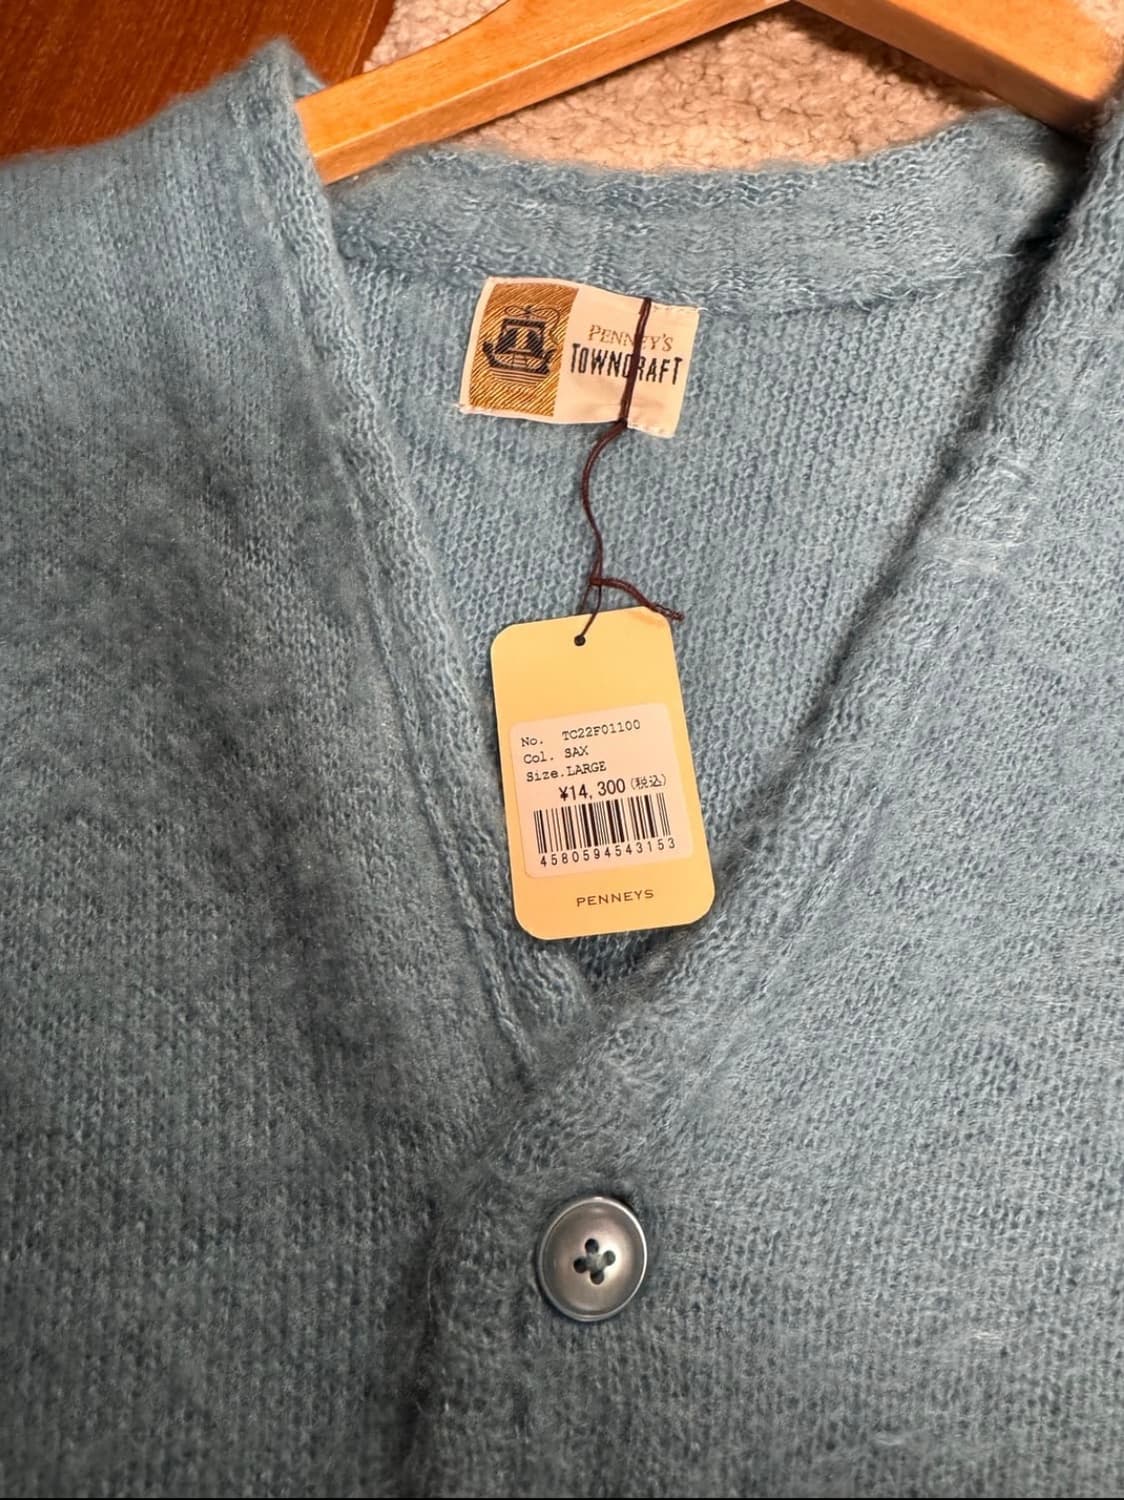 PENNEY'S
TOWNCRAFT
No. TC22F01100
Col. SAX
Size.LARGE
¥14,300(税込)
4580594543153
PENNEYS